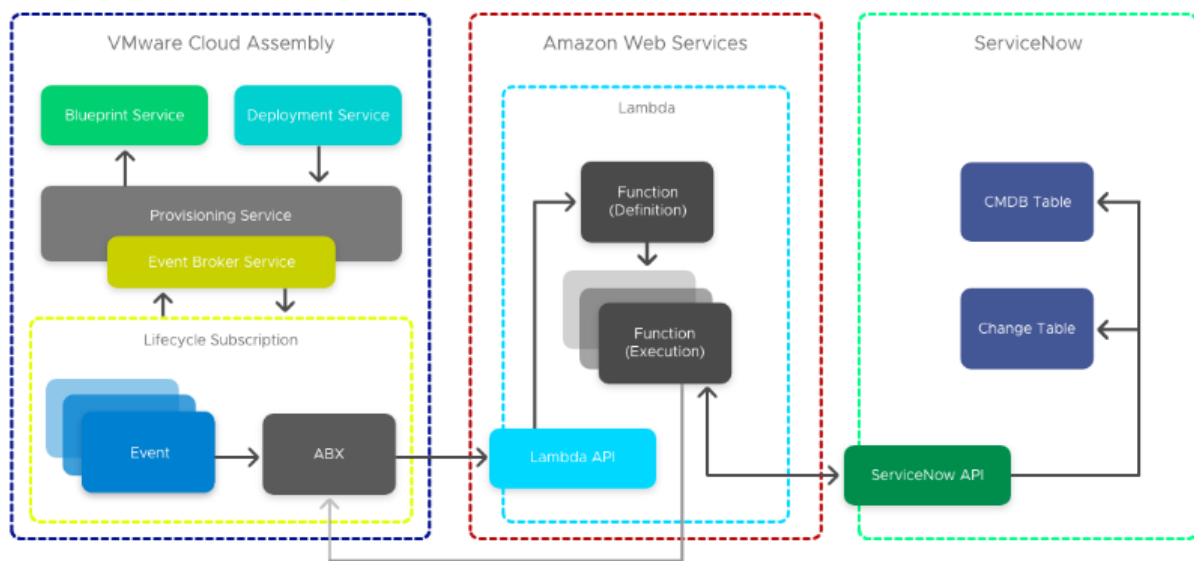 VMware Cloud Assembly
Blueprint Service
Deployment Service
Provisioning Service
Event Broker Service
Lifecycle Subscription
Event
ABX
Amazon Web Services
Lambda
Function
(Definition)
Function
(Execution)
Lambda API
ServiceNow
CMDB Table
Change Table
ServiceNow API